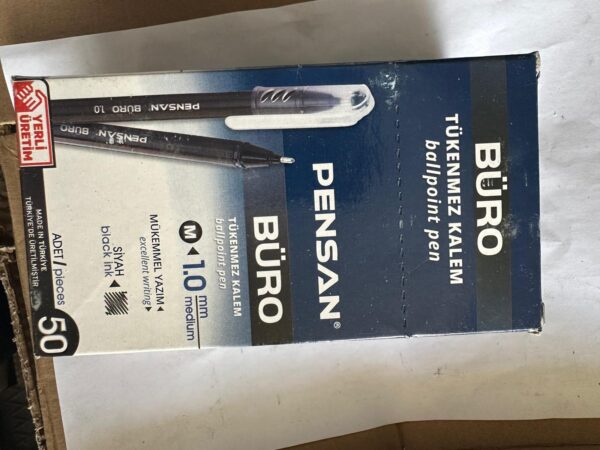 BÜRO
TÜKENMEZ KALEM
ballpoint pen
PENSAN®
BÜRO
TÜKENMEZ KALEM
ballpoint pen
M 1.0 mm
medium
MÜKEMMEL YAZIM
excellent writing
SİYAH
black ink
ADET / pieces
50
MADE IN TÜRKİYE
TÜRKİYE'DE ÜRETİLMİŞTİR
YERLİ
ÜRETİM
PENSAN BÜRO 1.0
PENSAN BÜRO